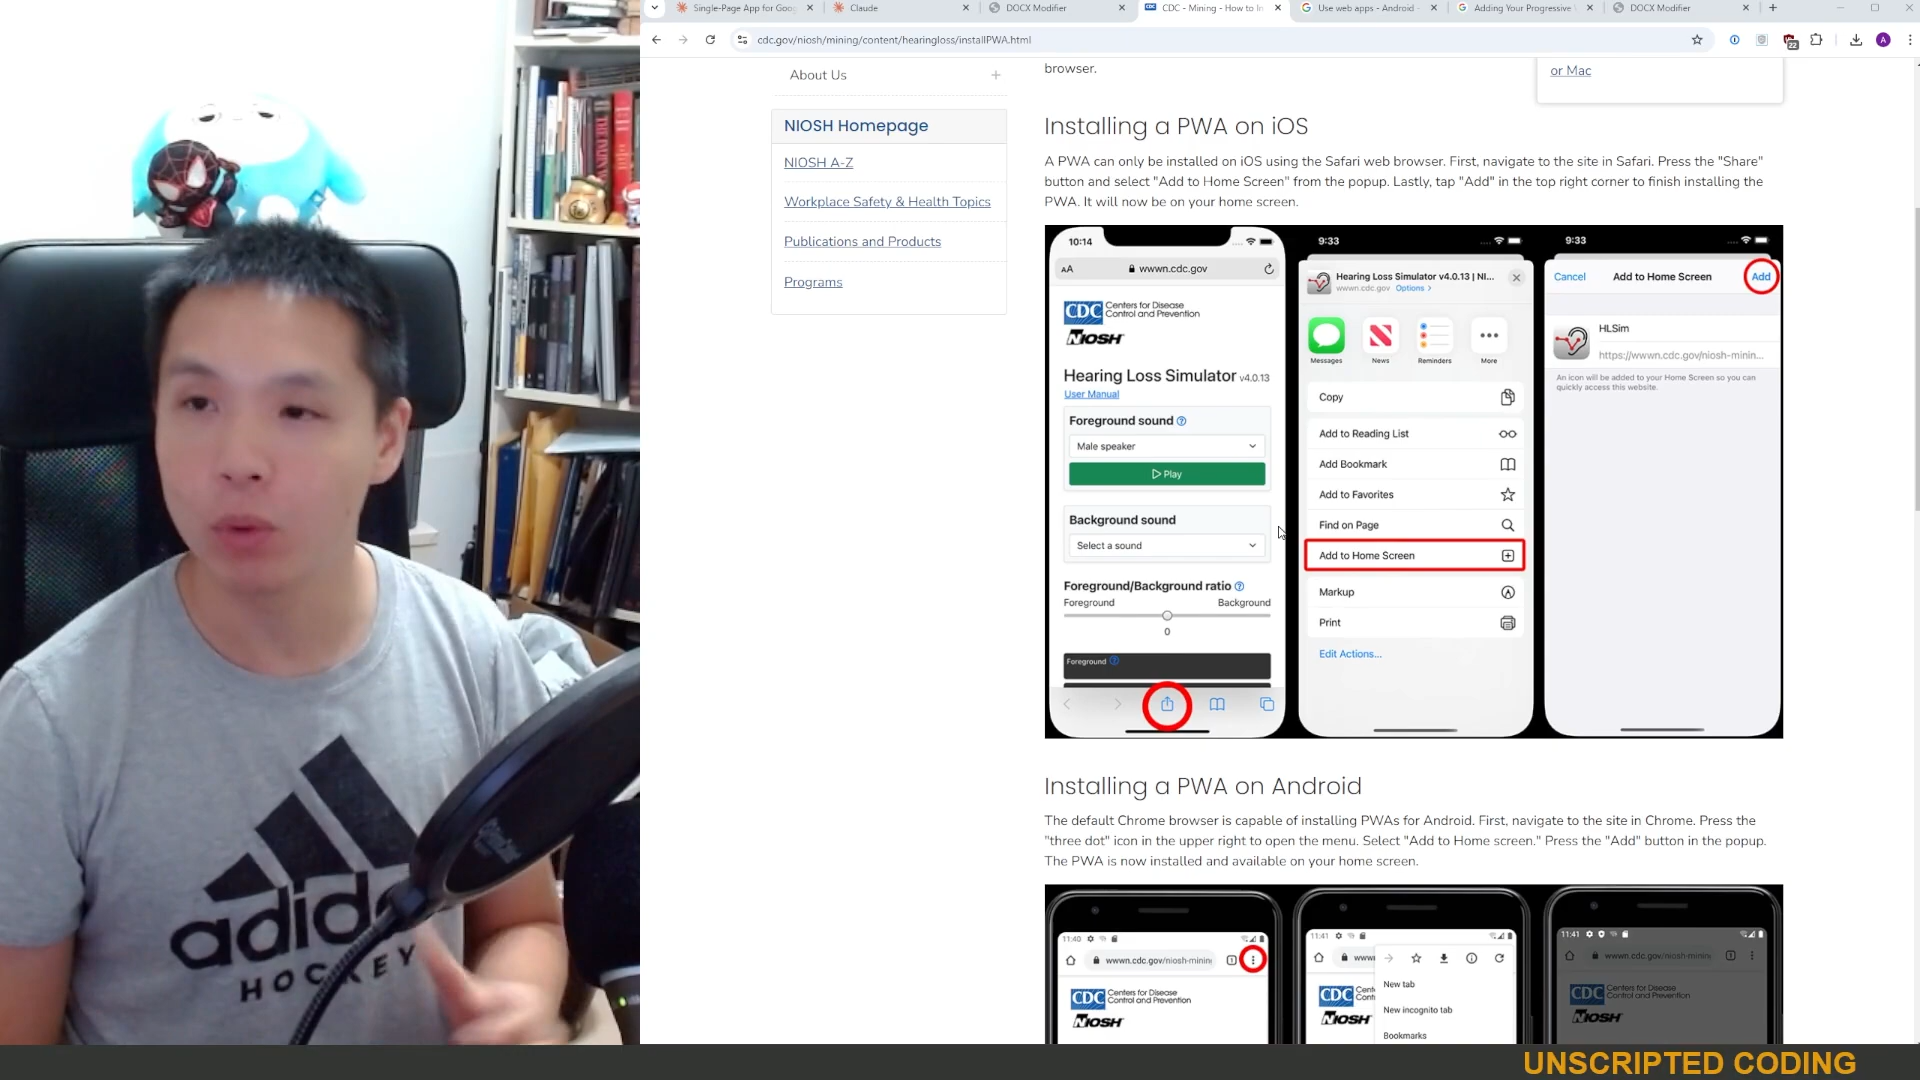 Single-Page App for Goog
Claude
DOCX Modifier
CDC - Mining - How to In
Use web apps - Android -
Adding Your Progressive
DOCX Modifier
cdc.gov/niosh/mining/content/hearingloss/installPWA.html
22
A
About Us
browser.
or Mac
NIOSH Homepage
NIOSH A-Z
Workplace Safety & Health Topics
Publications and Products
Programs
Installing a PWA on iOS
A PWA can only be installed on iOS using the Safari web browser. First, navigate to the site in Safari. Press the "Share"
button and select "Add to Home Screen" from the popup. Lastly, tap "Add" in the top right corner to finish installing the
PWA. It will now be on your home screen.
10:14
AA
wwwn.cdc.gov
CDC Centers for Disease
Control and Prevention
NIOSH
Hearing Loss Simulator v4.0.13
User Manual
Foreground sound
Male speaker
Play
Background sound
Select a sound
Foreground/Background ratio
Foreground Background
0
Foreground
9:33
Hearing Loss Simulator v4.0.13 | NI...
wwwn.cdc.gov Options >
Messages News Reminders More
Copy
Add to Reading List
Add Bookmark
Add to Favorites
Find on Page
Add to Home Screen
Markup
Print
Edit Actions...
9:33
Cancel Add to Home Screen Add
HLSim
https://wwwn.cdc.gov/niosh-minin...
An icon will be added to your Home Screen so you can
quickly access this website.
Installing a PWA on Android
The default Chrome browser is capable of installing PWAs for Android. First, navigate to the site in Chrome. Press the
"three dot" icon in the upper right to open the menu. Select "Add to Home screen." Press the "Add" button in the popup.
The PWA is now installed and available on your home screen.
11:40
wwwn.cdc.gov/niosh-minin
CDC Centers for Disease
Control and Prevention
NIOSH
11:41
wwwn
CDC Cent
Cont
NIOSH
New tab
New incognito tab
Bookmarks
11:41
wwwn.cdc.gov/niosh-mining
CDC Centers for Disease
Control and Prevention
NIOSH
adidas
HOCKEY
UNSCRIPTED CODING